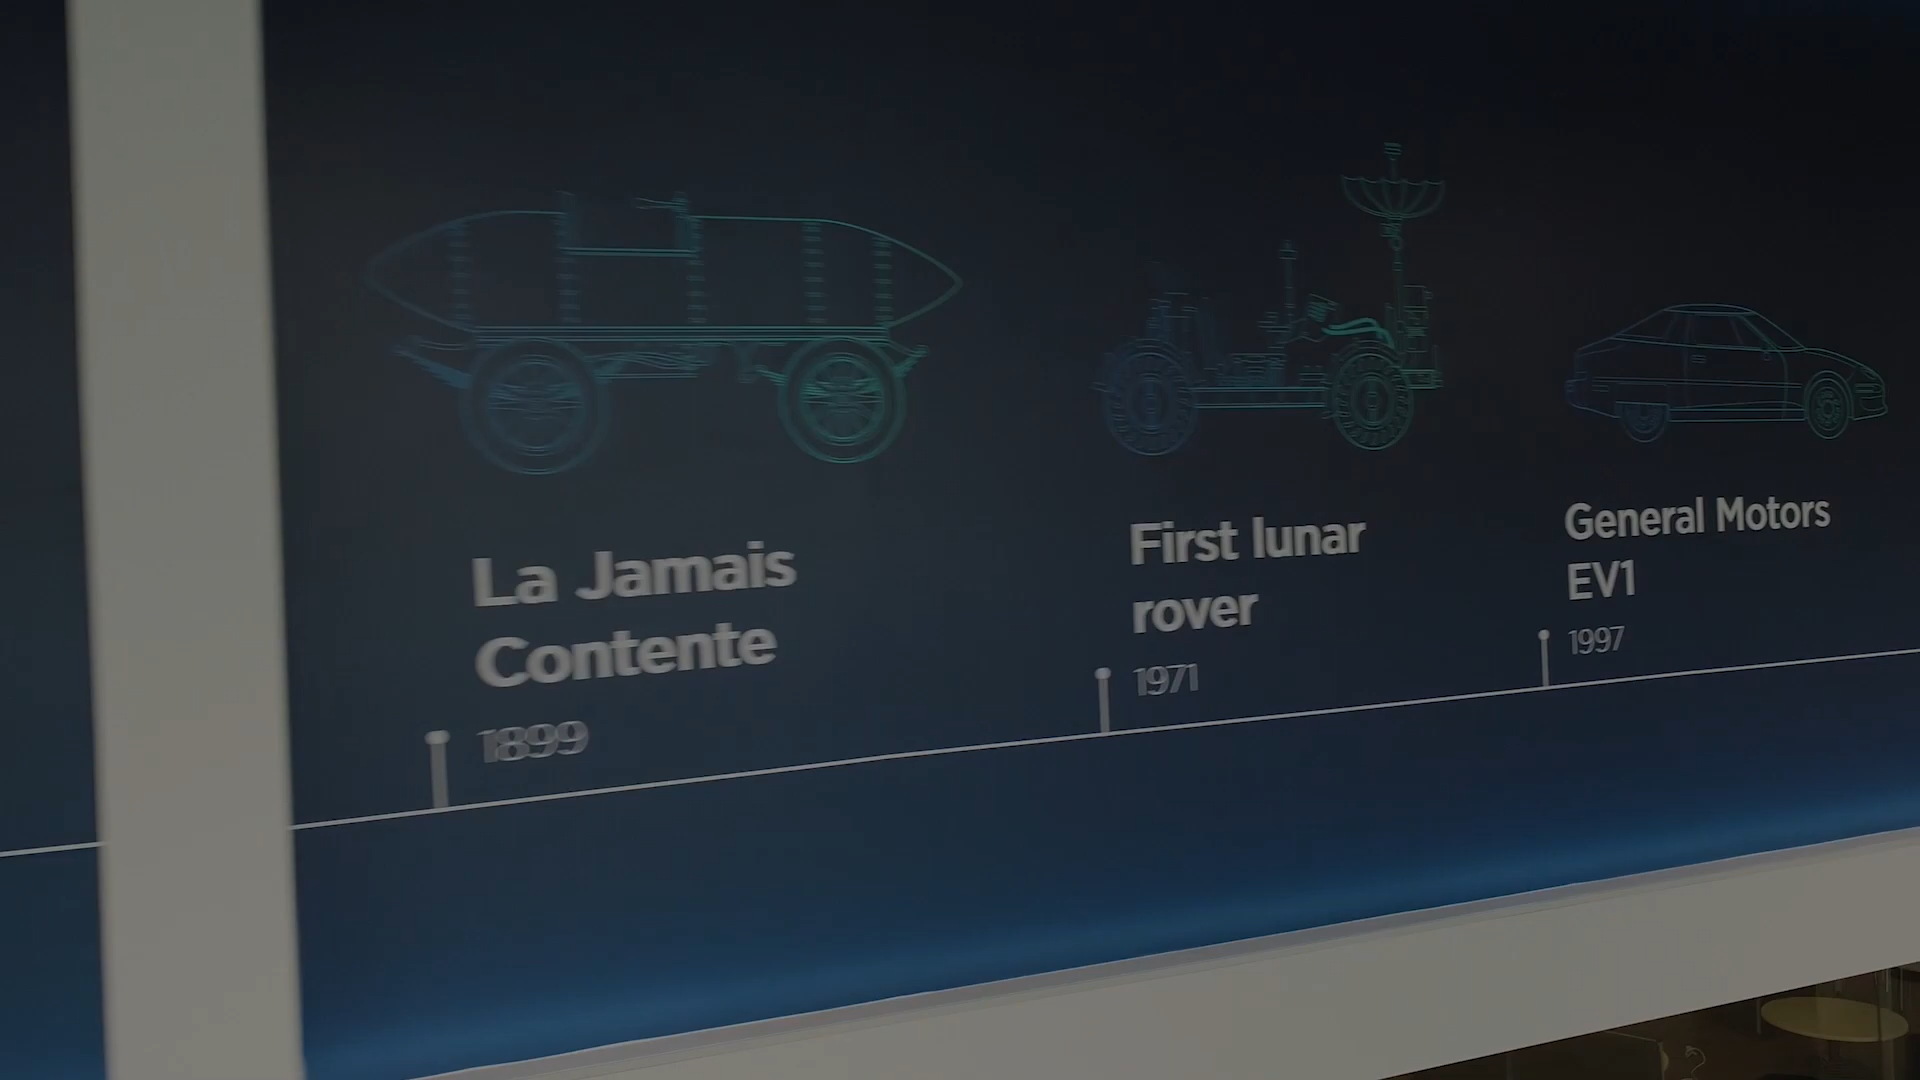 La Jamais
Contente
1899
First lunar
rover
1971
General Motors
EV1
1997